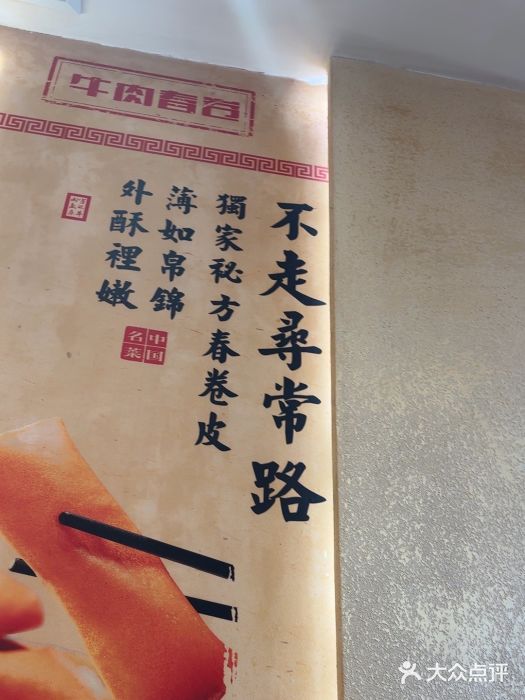 牛肉春卷
不走尋常路
獨家秘方春卷皮
薄如帛錦
外酥裡嫩
中国名菜
大众点评